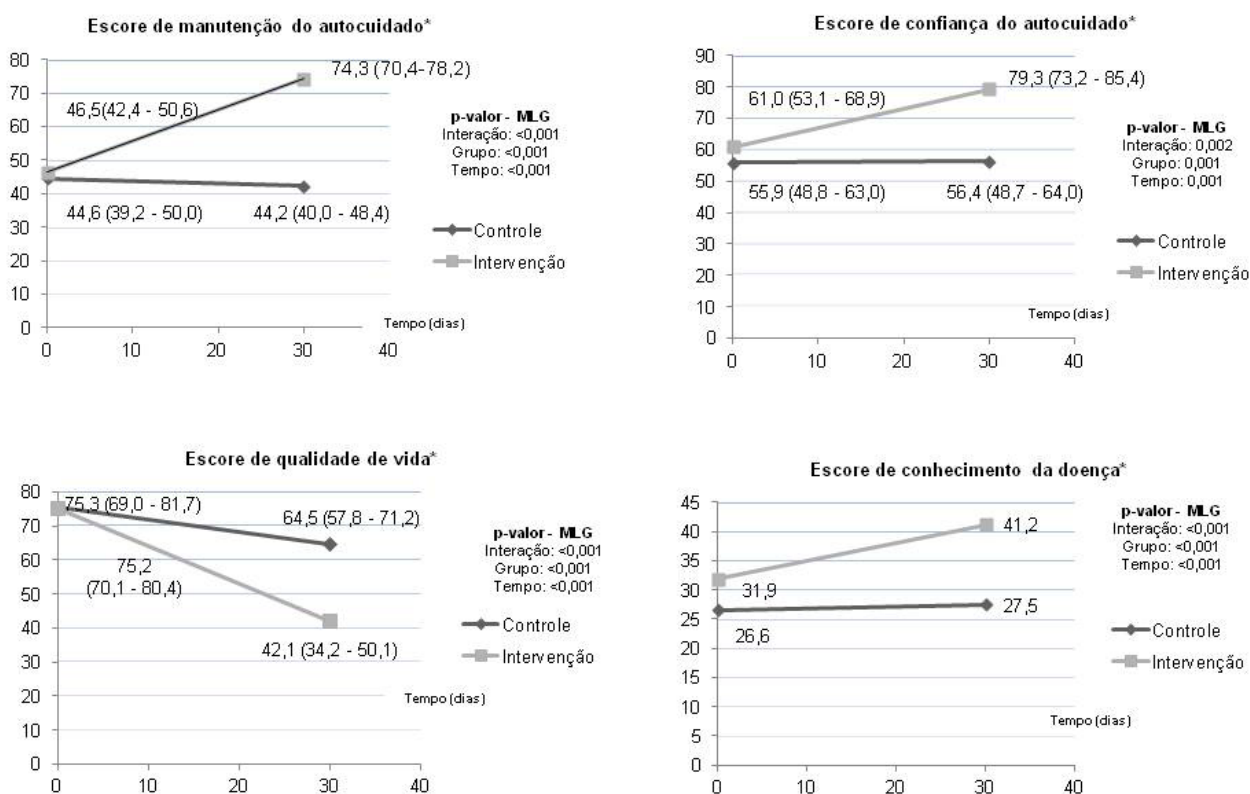 Escore de manutenção do autocuidado*
80
70
60
50
40
30
20
10
0
0 10 20 30 40
74,3 (70,4-78,2)
46,5(42,4 - 50,6)
44,6 (39,2 - 50,0)
44,2 (40,0 - 48,4)
p-valor - MLG
Interação: <0,001
Grupo: <0,001
Tempo: <0,001
Controle
Intervenção
Tempo (dias)
Escore de confiança do autocuidado*
90
80
70
60
50
40
30
20
10
0
0 10 20 30 40
61,0 (53,1 - 68,9)
79,3 (73,2 - 85,4)
55,9 (48,8 - 63,0)
56,4 (48,7 - 64,0)
p-valor - MLG
Interação: 0,002
Grupo: 0,001
Tempo: 0,001
Controle
Intervenção
Tempo (dias)
Escore de qualidade de vida*
80
70
60
50
40
30
20
10
0
0 10 20 30 40
75,3 (69,0 - 81,7)
64,5 (57,8 - 71,2)
75,2
(70,1 - 80,4)
42,1 (34,2 - 50,1)
p-valor - MLG
Interação: <0,001
Grupo: <0,001
Tempo: <0,001
Controle
Intervenção
Tempo (dias)
Escore de conhecimento da doença*
45
40
35
30
25
20
15
10
5
0
0 10 20 30 40
41,2
31,9
27,5
26,6
p-valor - MLG
Interação: <0,001
Grupo: <0,001
Tempo: <0,001
Controle
Intervenção
Tempo (dias)